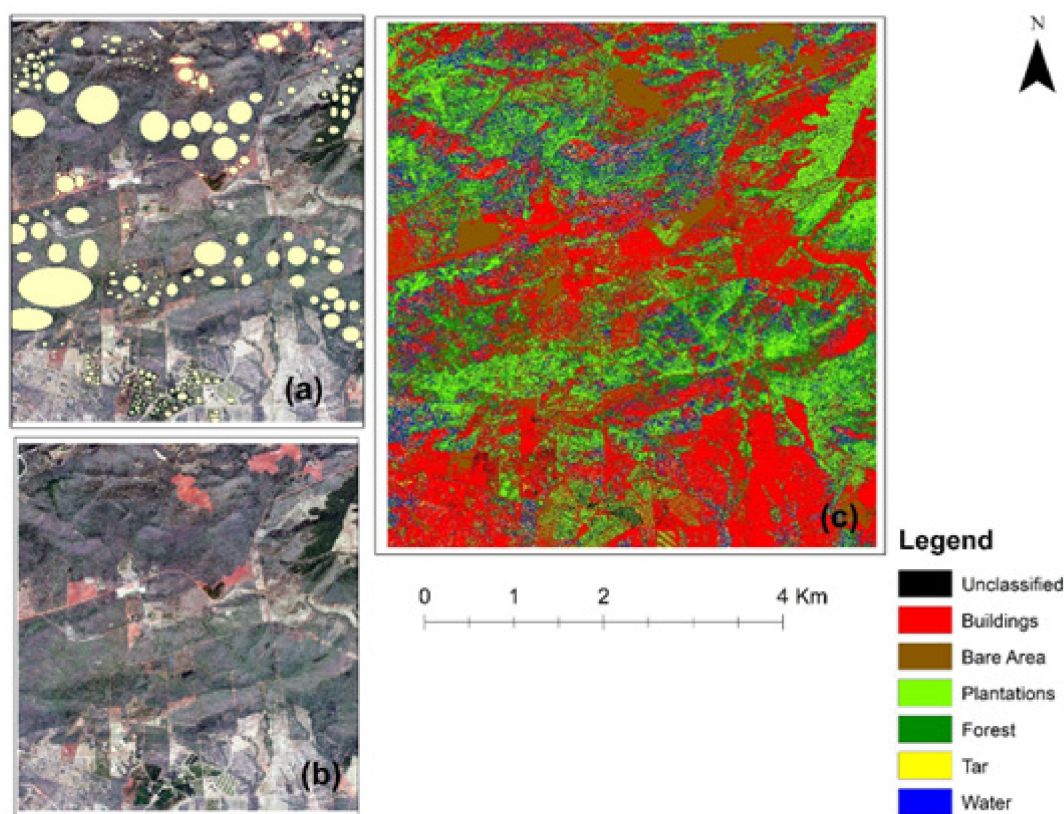 N
(a)
(b)
(c)
0 1 2 4 Km
Legend
Unclassified
Buildings
Bare Area
Plantations
Forest
Tar
Water